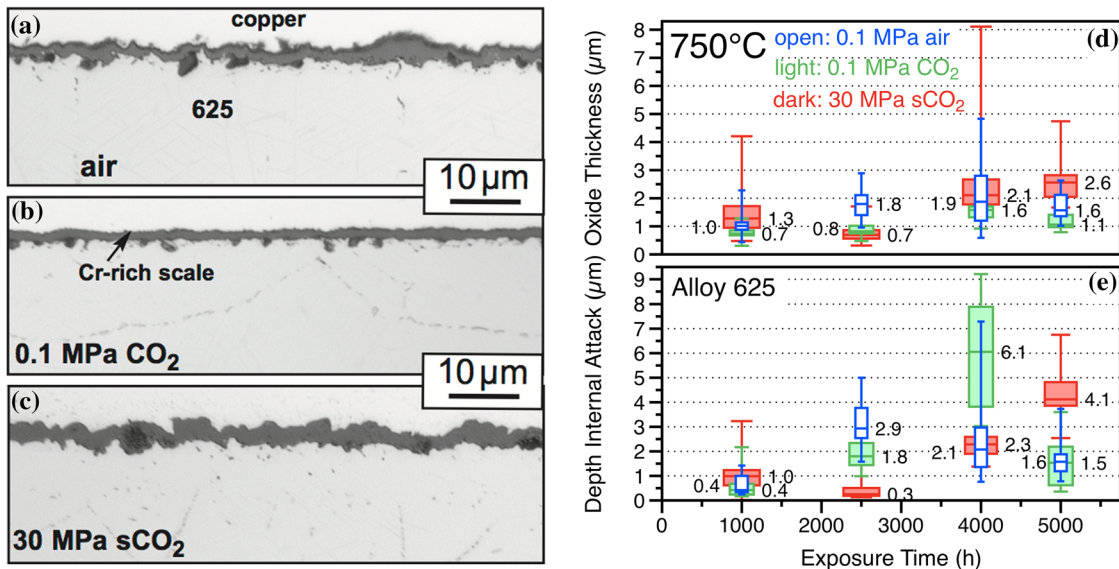 (a)
copper
625
air
10 µm
(b)
Cr-rich scale
0.1 MPa CO2
10 µm
(c)
30 MPa sCO2
750°C
open: 0.1 MPa air
light: 0.1 MPa CO2
dark: 30 MPa sCO2
(d)
Oxide Thickness (µm)
8
7
6
5
4
3
2
1
0
1.0
1.3
0.7
1.8
0.8
0.7
1.9
2.1
1.6
2.6
1.6
1.1
Alloy 625
(e)
Depth Internal Attack (µm)
9
8
7
6
5
4
3
2
1
0
0.4
1.0
0.4
2.9
1.8
0.3
6.1
2.1
2.3
4.1
1.6
1.5
0 1000 2000 3000 4000 5000
Exposure Time (h)